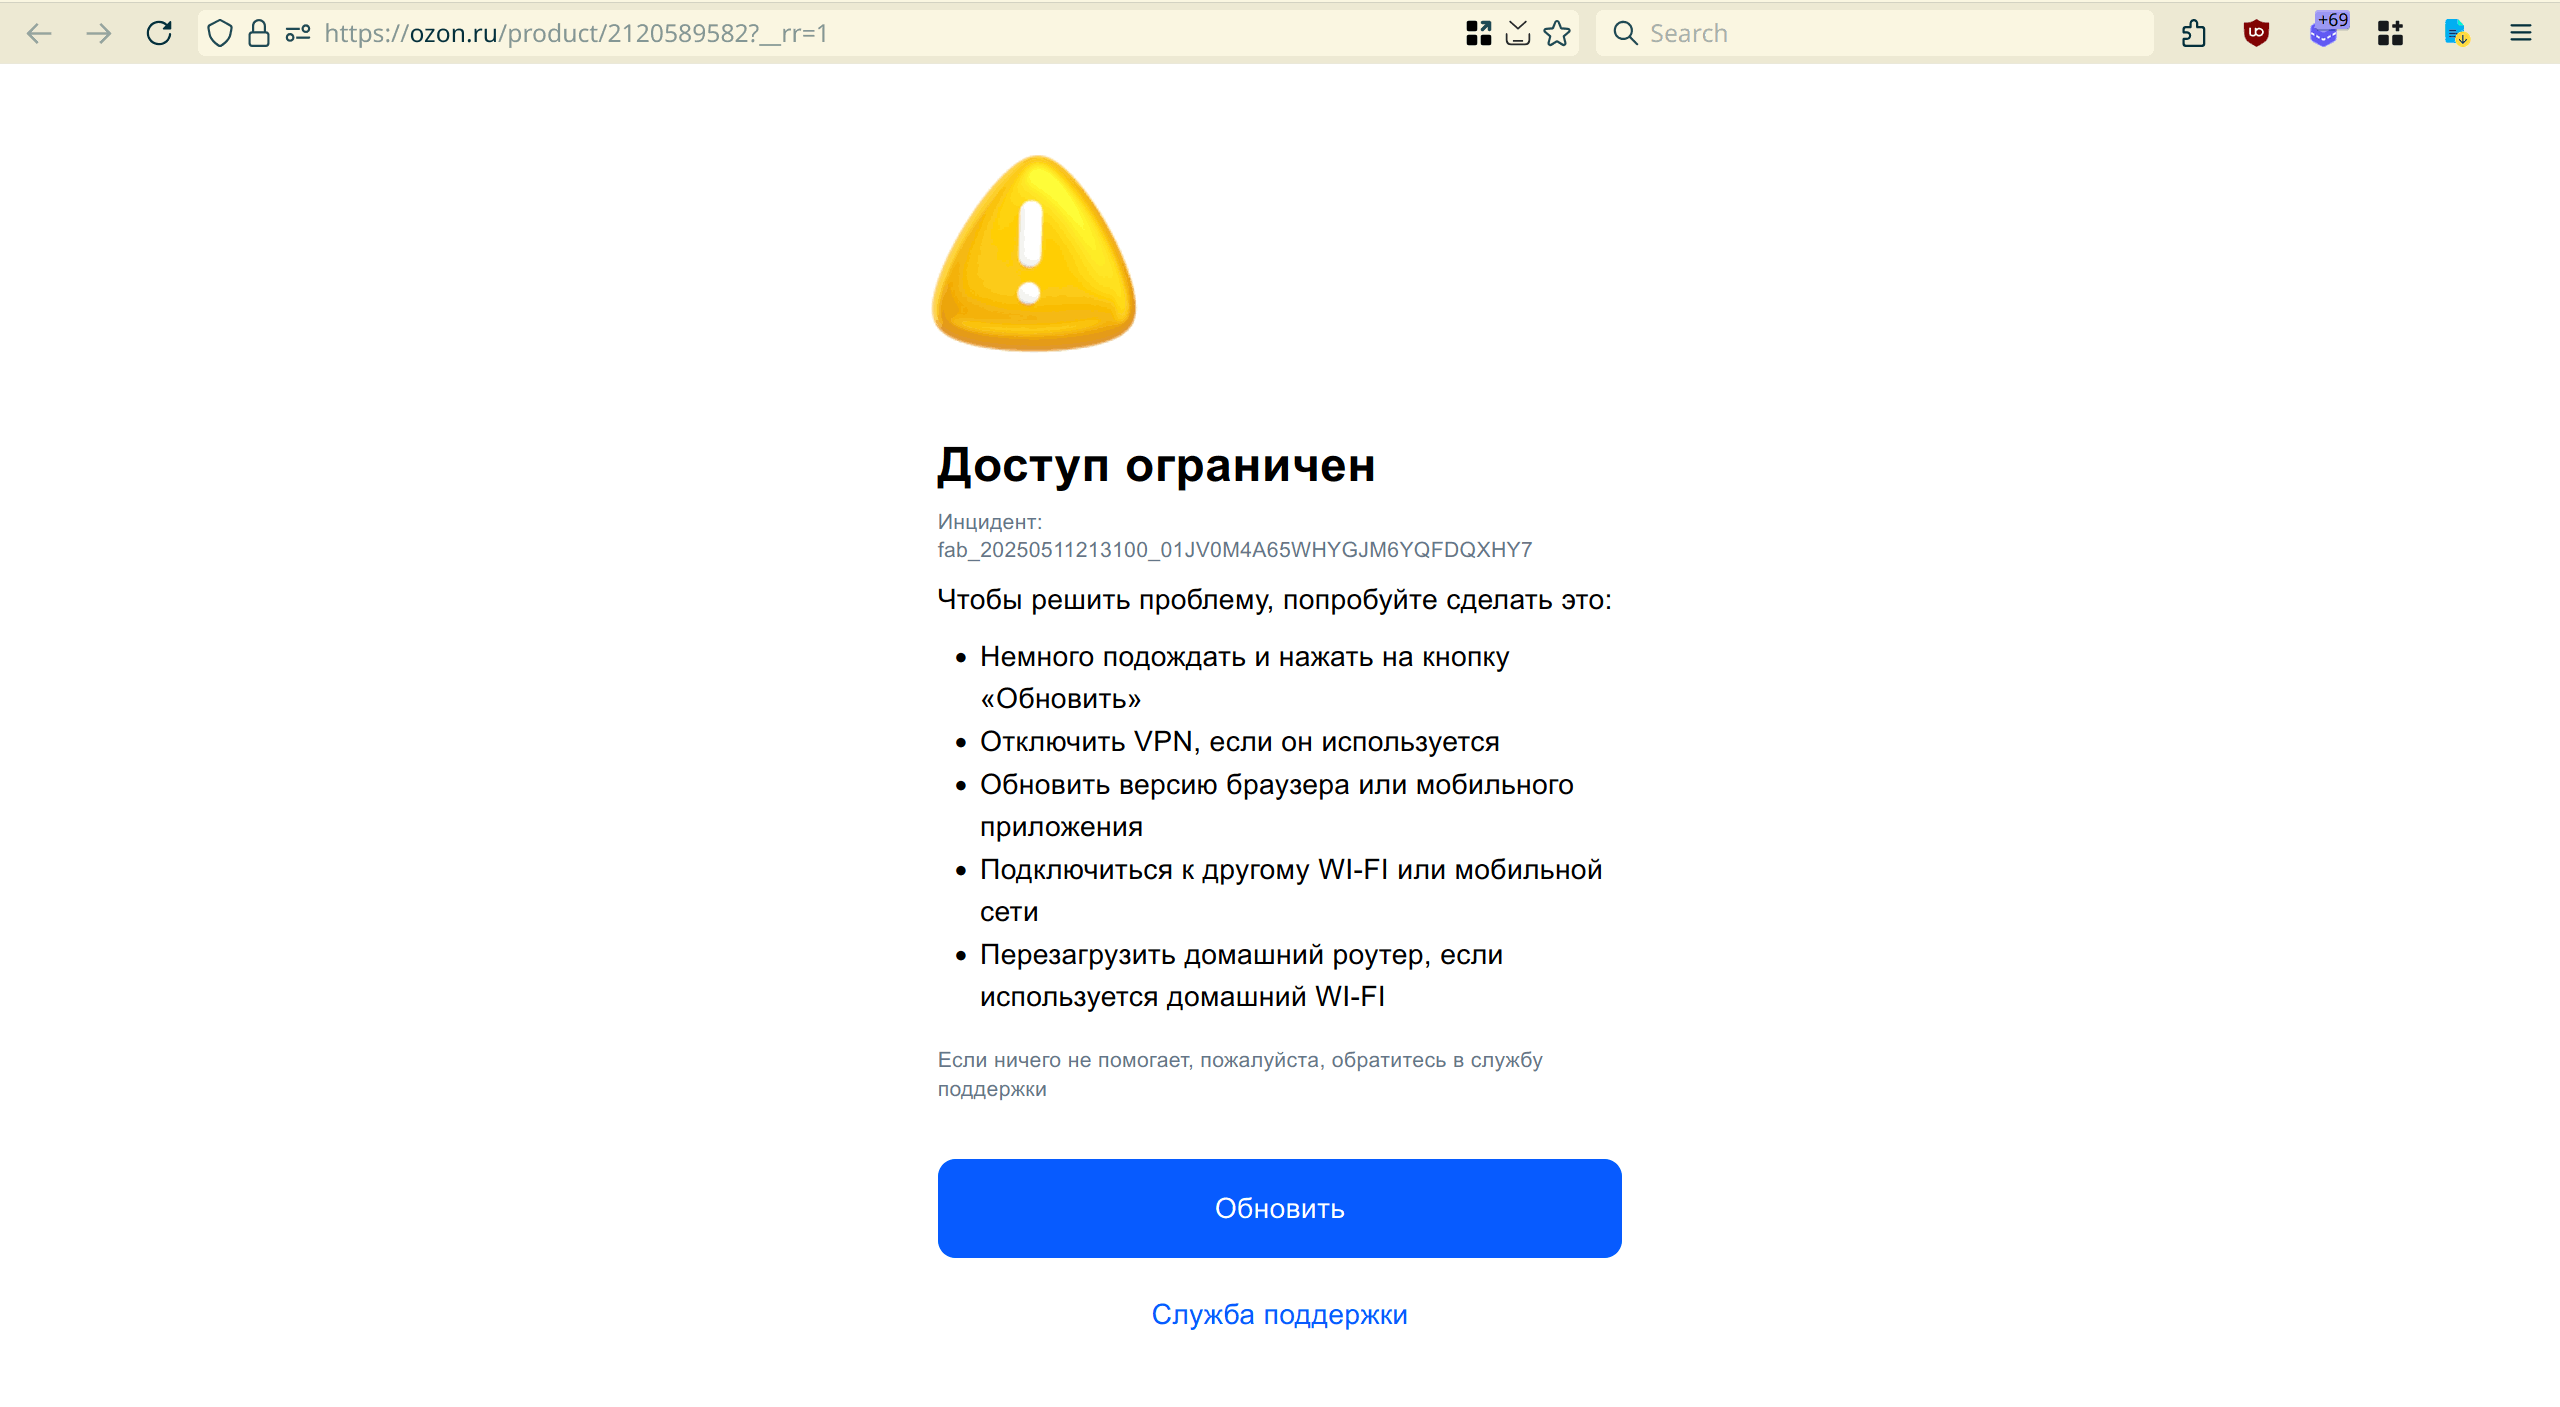 https://ozon.ru/product/2120589582?__rr=1
Search
+69
Доступ ограничен
Инцидент:
fab_20250511213100_01JV0M4A65WHYGJM6YQFDQXHY7
Чтобы решить проблему, попробуйте сделать это:
Немного подождать и нажать на кнопку
«Обновить»
Отключить VPN, если он используется
Обновить версию браузера или мобильного
приложения
Подключиться к другому WI-FI или мобильной
сети
Перезагрузить домашний роутер, если
используется домашний WI-FI
Если ничего не помогает, пожалуйста, обратитесь в службу
поддержки
Обновить
Служба поддержки